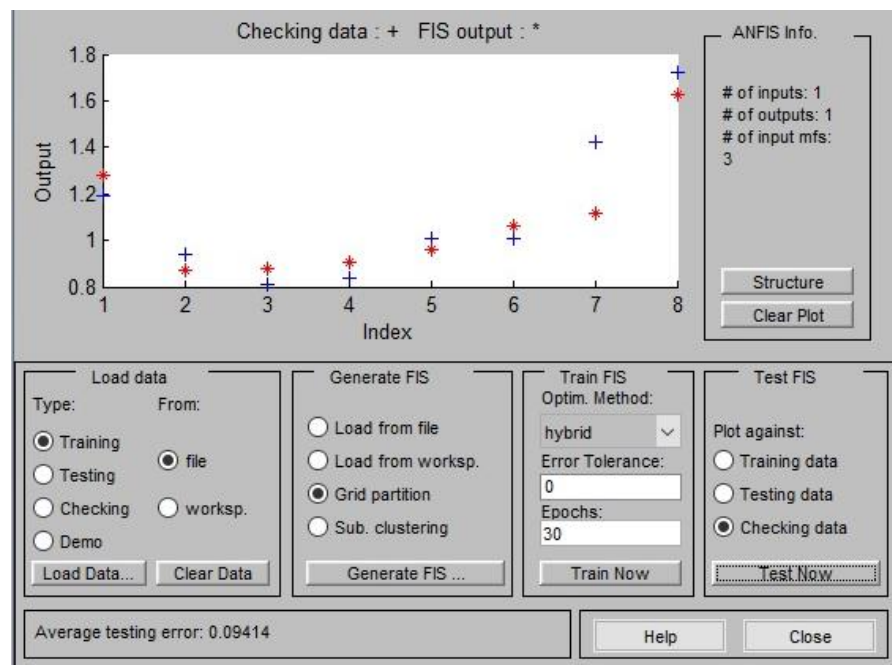 Checking data : +   FIS output : *
1.8
1.6
1.4
1.2
1
0.8
Output
1 2 3 4 5 6 7 8
Index
ANFIS Info.
# of inputs: 1
# of outputs: 1
# of input mfs:
3
Structure
Clear Plot
Load data
Type: From:
Training
file
Testing
Checking
worksp.
Demo
Load Data...
Clear Data
Generate FIS
Load from file
Load from worksp.
Grid partition
Sub. clustering
Generate FIS ...
Train FIS
Optim. Method:
hybrid
Error Tolerance:
0
Epochs:
30
Train Now
Test FIS
Plot against:
Training data
Testing data
Checking data
Test Now
Average testing error: 0.09414
Help
Close